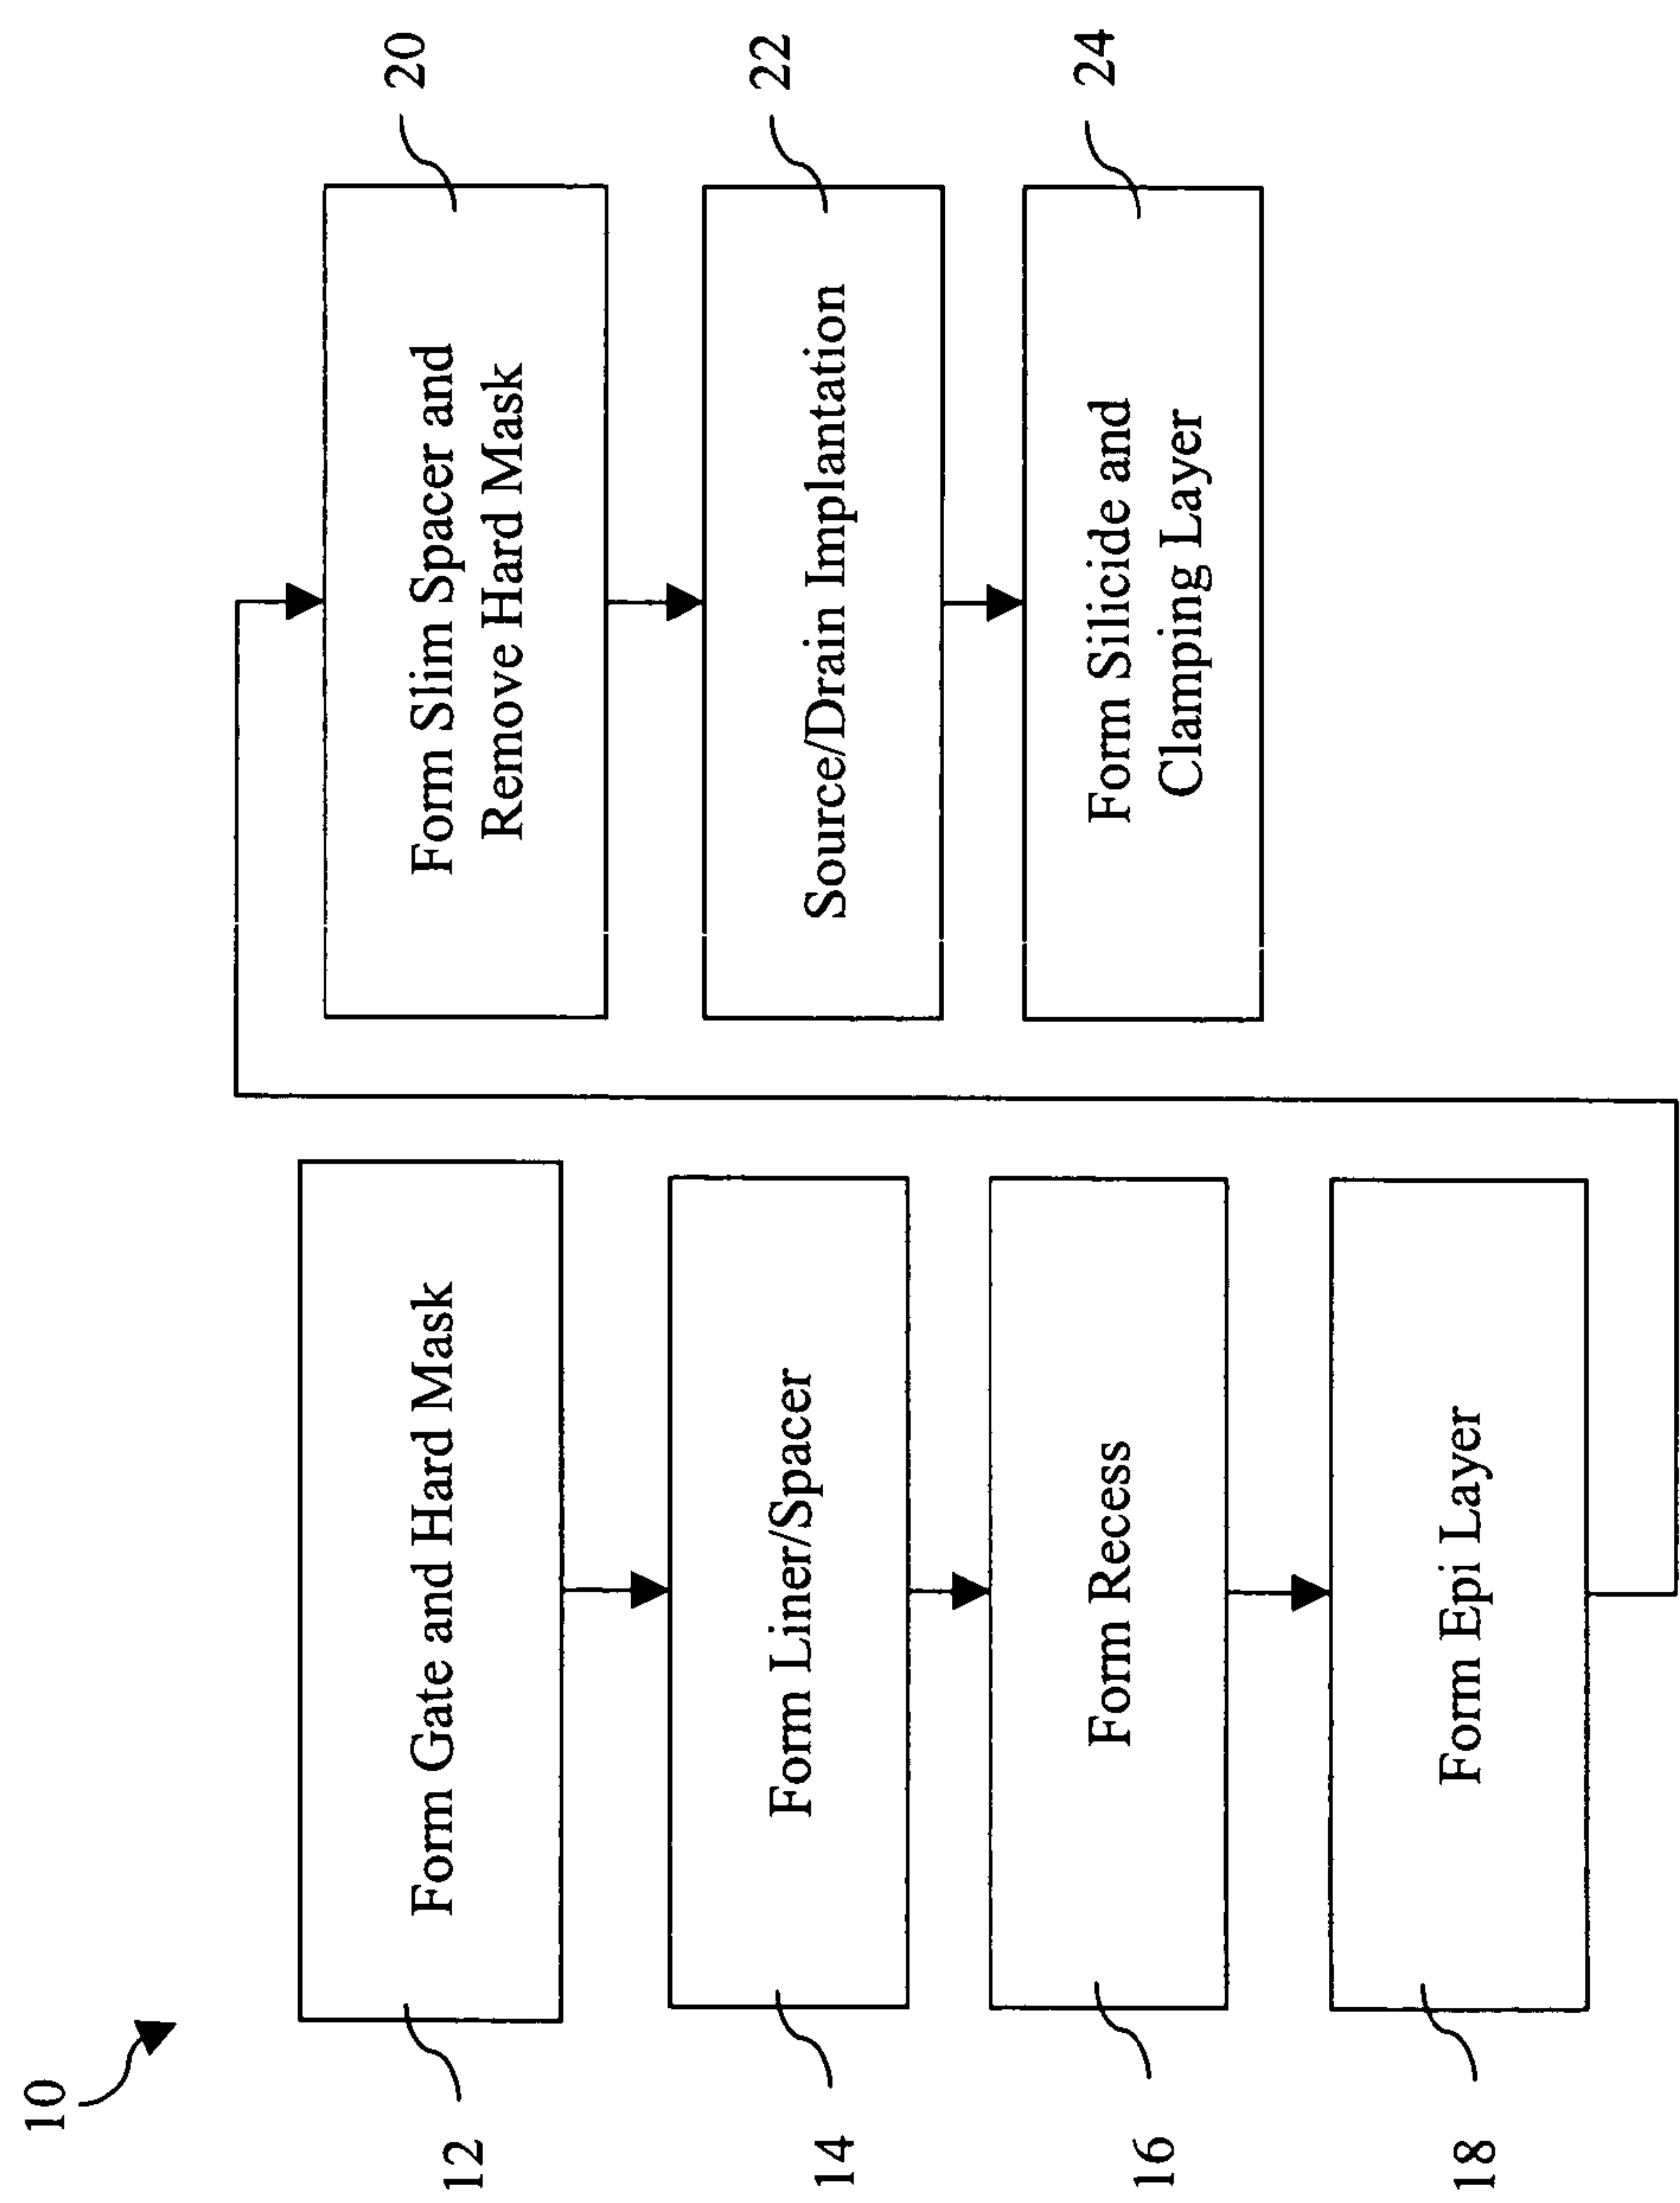 10
12
Form Gate and Hard Mask
14
Form Liner/Spacer
16
Form Recess
18
Form Epi Layer
20
Form Slim Spacer and
Remove Hard Mask
22
Source/Drain Implantation
24
Form Silicide and
Clamping Layer